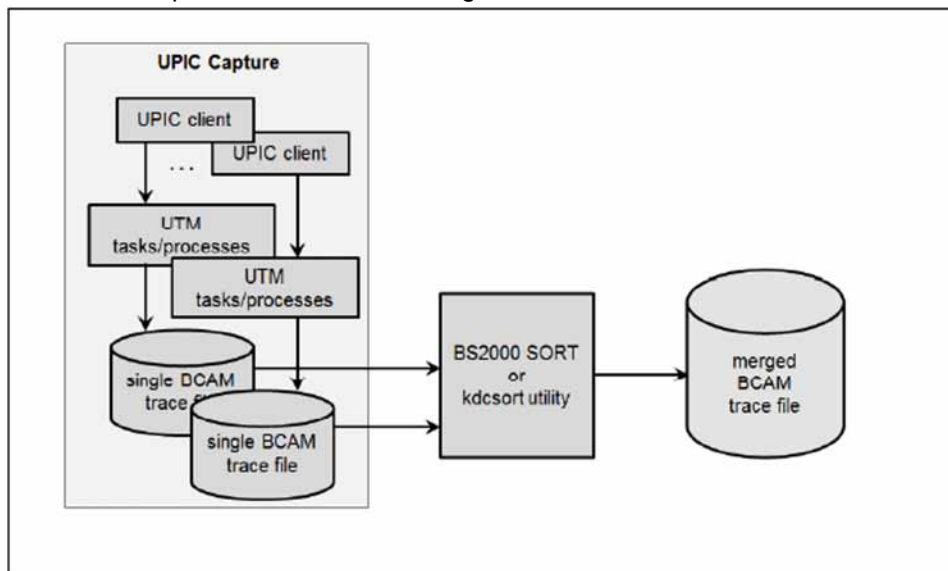 UPIC Capture
UPIC client
UPIC client
...
UTM
tasks/processes
UTM
tasks/processes
single BCAM
trace
single BCAM
trace file
BS2000 SORT
or
kdcsort utility
merged
BCAM
trace file